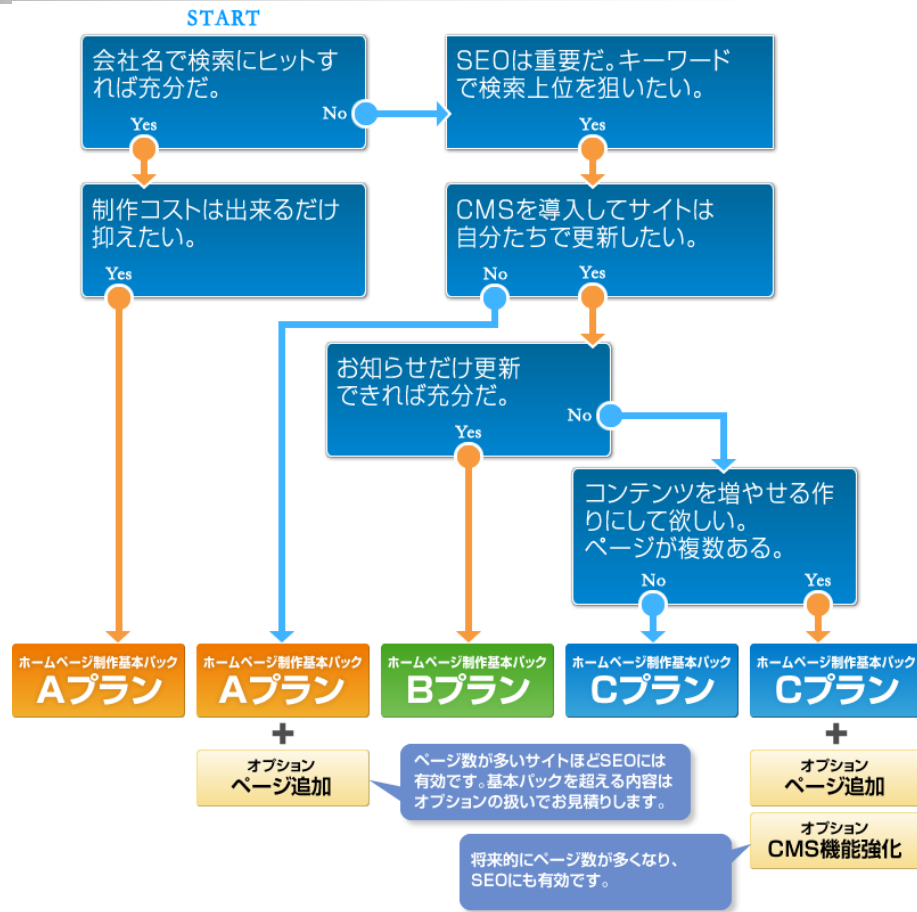 START
会社名で検索にヒットす
れば充分だ。
No
Yes
SEOは重要だ。キーワード
で検索上位を狙いたい。
Yes
制作コストは出来るだけ
抑えたい。
Yes
CMSを導入してサイトは
自分たちで更新したい。
No
Yes
お知らせだけ更新
できれば充分だ。
No
Yes
コンテンツを増やせる作
りにして欲しい。
ページが複数ある。
No
Yes
ホームページ制作基本パック
Aプラン
ホームページ制作基本パック
Aプラン
+
オプション
ページ追加
ページ数が多いサイトほどSEOには
有効です。基本パックを超える内容は
オプションの扱いでお見積りします。
ホームページ制作基本パック
Bプラン
ホームページ制作基本パック
Cプラン
ホームページ制作基本パック
Cプラン
+
オプション
ページ追加
オプション
CMS機能強化
将来的にページ数が多くなり、
SEOにも有効です。